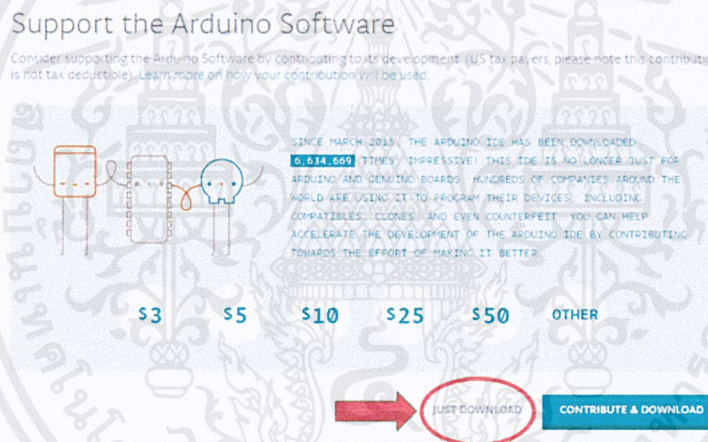 Support the Arduino Software
Consider supporting the Arduino Software by contributing to its development. (US tax payers, please note this contribution
is not tax deductible). Learn more on how your contribution will be used.
SINCE MARCH 2015, THE ARDUINO IDE HAS BEEN DOWNLOADED
6,634,669 TIMES. IMPRESSIVE! THIS IDE IS NO LONGER JUST FOR
ARDUINO AND GENUINO BOARDS. HUNDREDS OF COMPANIES AROUND THE
WORLD ARE USING IT TO PROGRAM THEIR DEVICES, INCLUDING
COMPATIBLES, CLONES, AND EVEN COUNTERFEIT. YOU CAN HELP
ACCELERATE THE DEVELOPMENT OF THE ARDUINO IDE BY CONTRIBUTING
TOWARDS THE EFFORT OF MAKING IT BETTER.
$3 $5 $10 $25 $50 OTHER
JUST DOWNLOAD CONTRIBUTE & DOWNLOAD